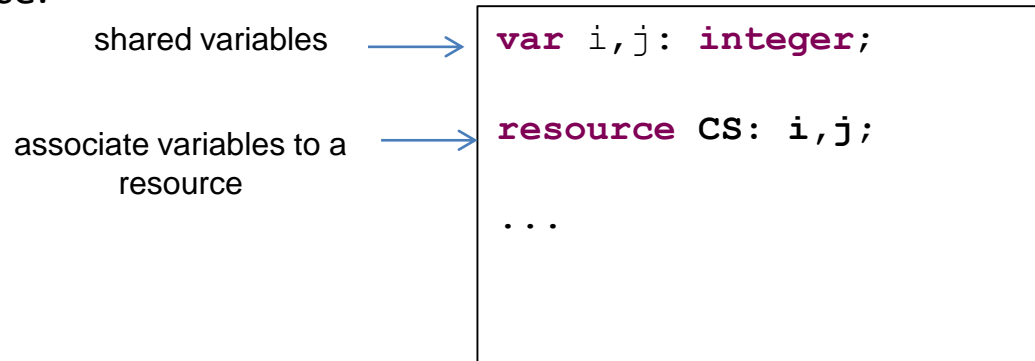 shared variables
var i,j: integer;
associate variables to a
resource
resource CS: i,j;
...